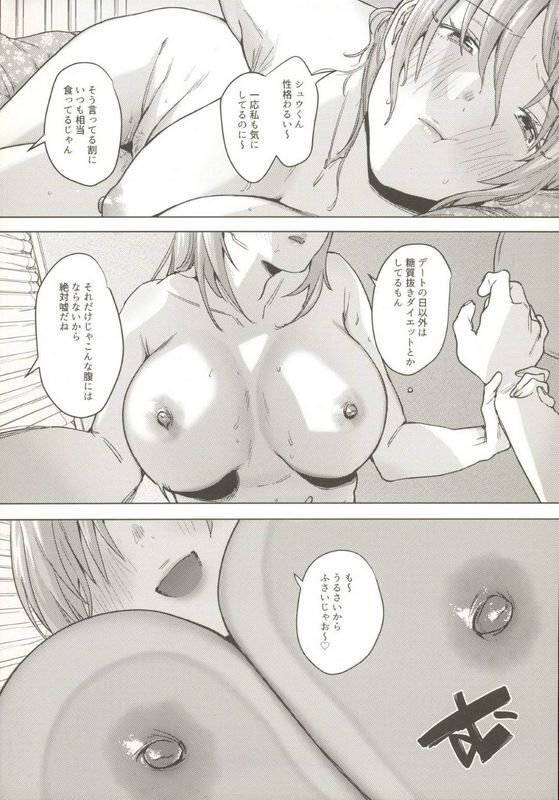 シュウくん
性格わるい〜
一応私も気に
してるのに〜
そう言ってる割に
いつも相当
食ってるじゃん
デートの日以外は
糖質抜きダイエットとか
してるもん
それだけじゃこんな腹には
ならないから
絶対嘘だね
も〜
うるさいから
ふさいじゃお〜♡
む